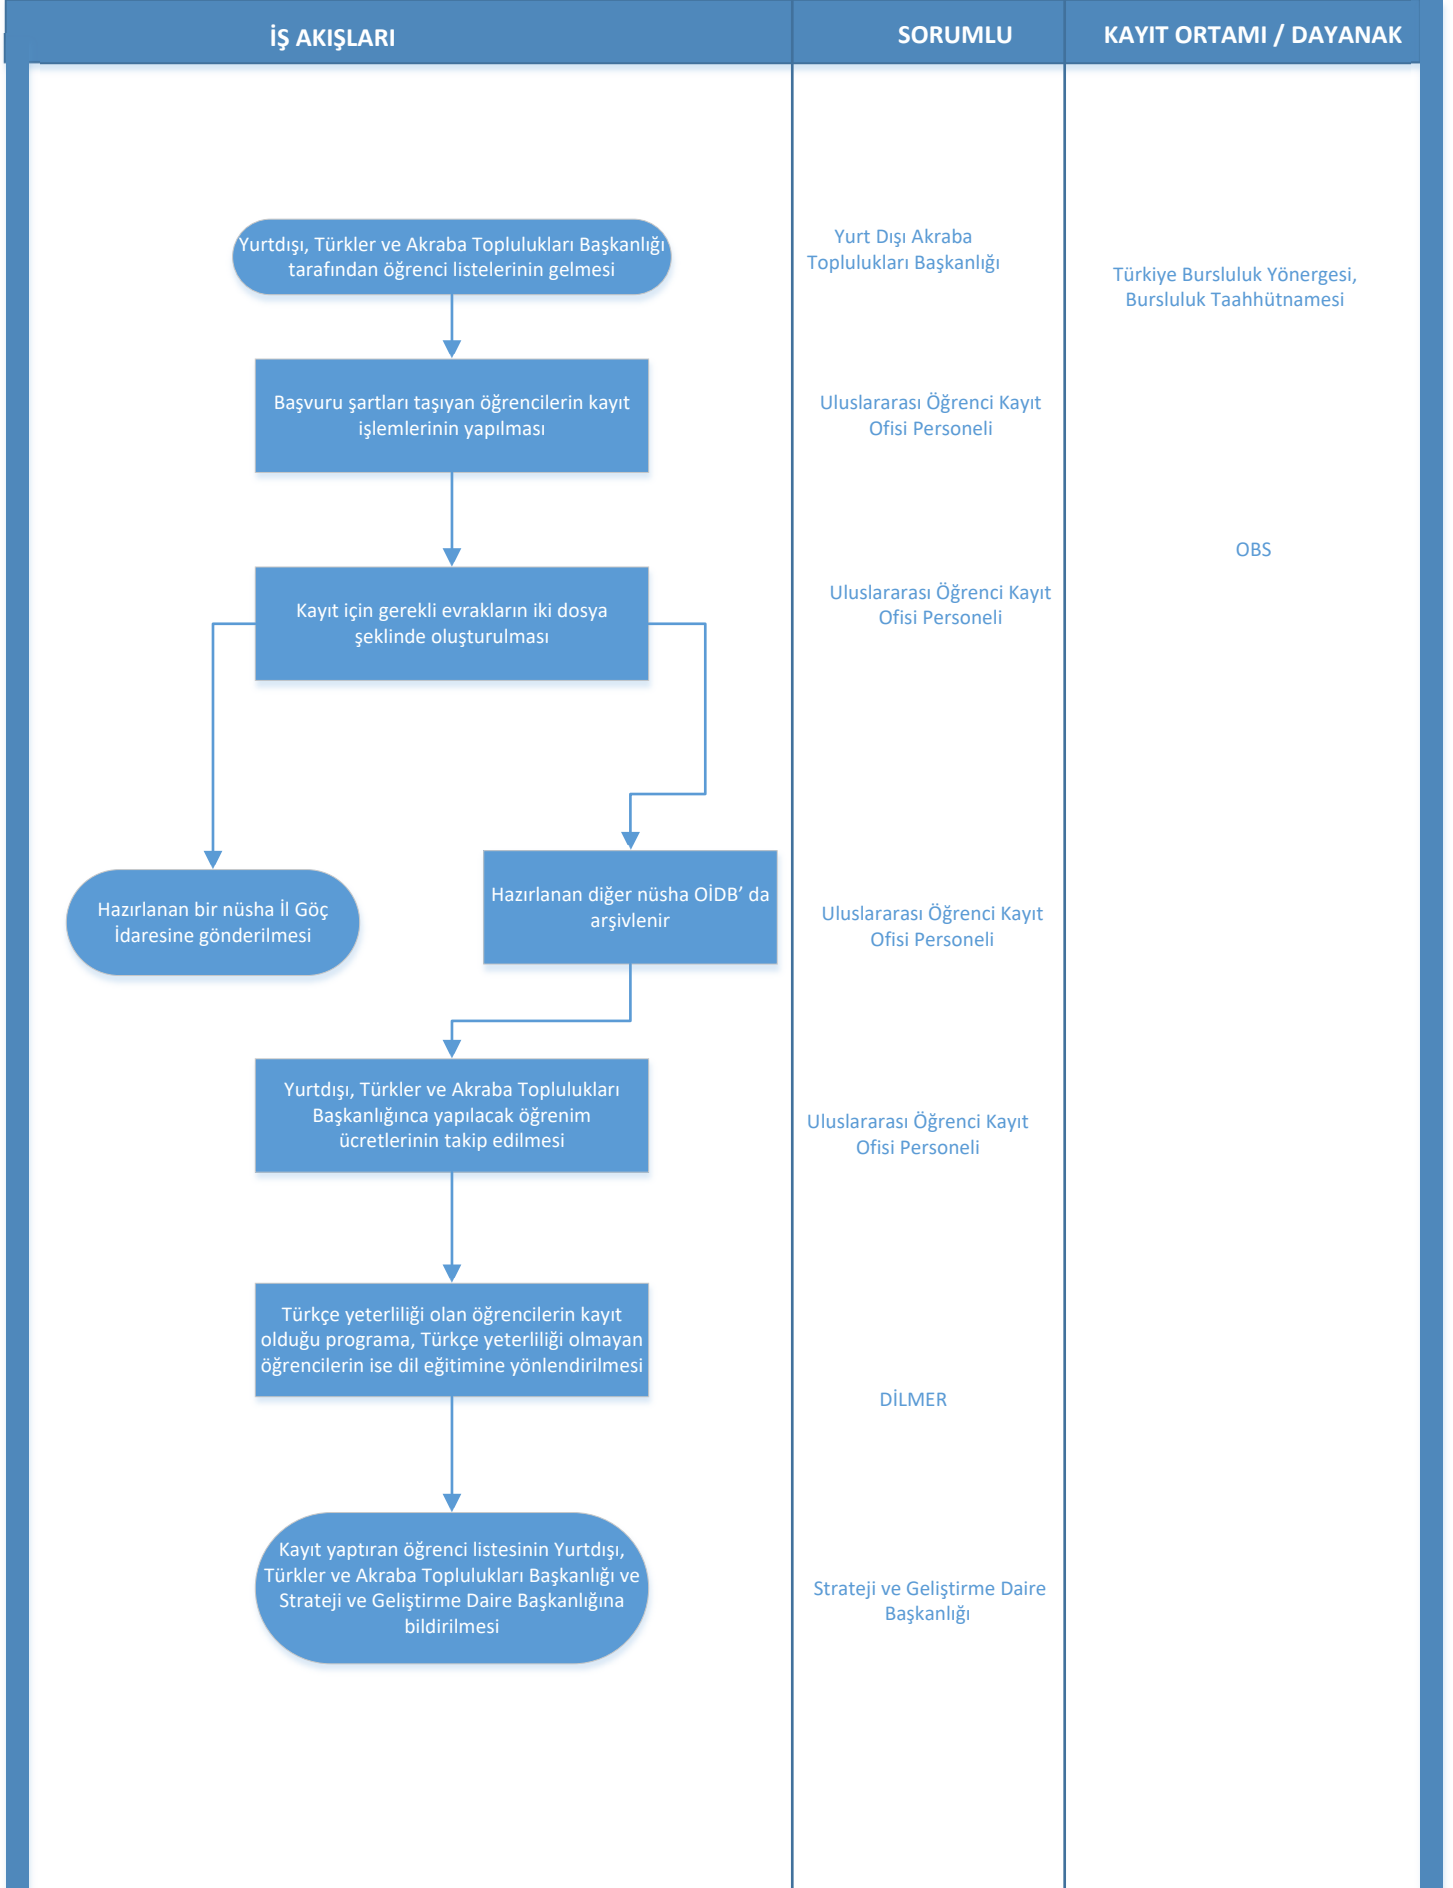 İŞ AKIŞLARI
SORUMLU
KAYIT ORTAMI / DAYANAK
Yurtdışı, Türkler ve Akraba Toplulukları Başkanlığı
tarafından öğrenci listelerinin gelmesi
Yurt Dışı Akraba
Toplulukları Başkanlığı
Türkiye Bursluluk Yönergesi,
Bursluluk Taahhütnamesi
Başvuru şartları taşıyan öğrencilerin kayıt
işlemlerinin yapılması
Uluslararası Öğrenci Kayıt
Ofisi Personeli
OBS
Kayıt için gerekli evrakların iki dosya
şeklinde oluşturulması
Uluslararası Öğrenci Kayıt
Ofisi Personeli
Hazırlanan bir nüsha İl Göç
İdaresine gönderilmesi
Hazırlanan diğer nüsha OİDB’ da
arşivlenir
Uluslararası Öğrenci Kayıt
Ofisi Personeli
Yurtdışı, Türkler ve Akraba Toplulukları
Başkanlığınca yapılacak öğrenim
ücretlerinin takip edilmesi
Uluslararası Öğrenci Kayıt
Ofisi Personeli
Türkçe yeterliliği olan öğrencilerin kayıt
olduğu programa, Türkçe yeterliliği olmayan
öğrencilerin ise dil eğitimine yönlendirilmesi
DİLMER
Kayıt yaptıran öğrenci listesinin Yurtdışı,
Türkler ve Akraba Toplulukları Başkanlığı ve
Strateji ve Geliştirme Daire Başkanlığına
bildirilmesi
Strateji ve Geliştirme Daire
Başkanlığı